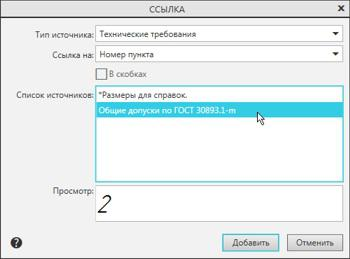 ССЫЛКА
Тип источника: Технические требования
Ссылка на: Номер пункта
В скобках
Список источников: *Размеры для справок.
Общие допуски по ГОСТ 30893.1-m
Просмотр: 2
Добавить Отменить